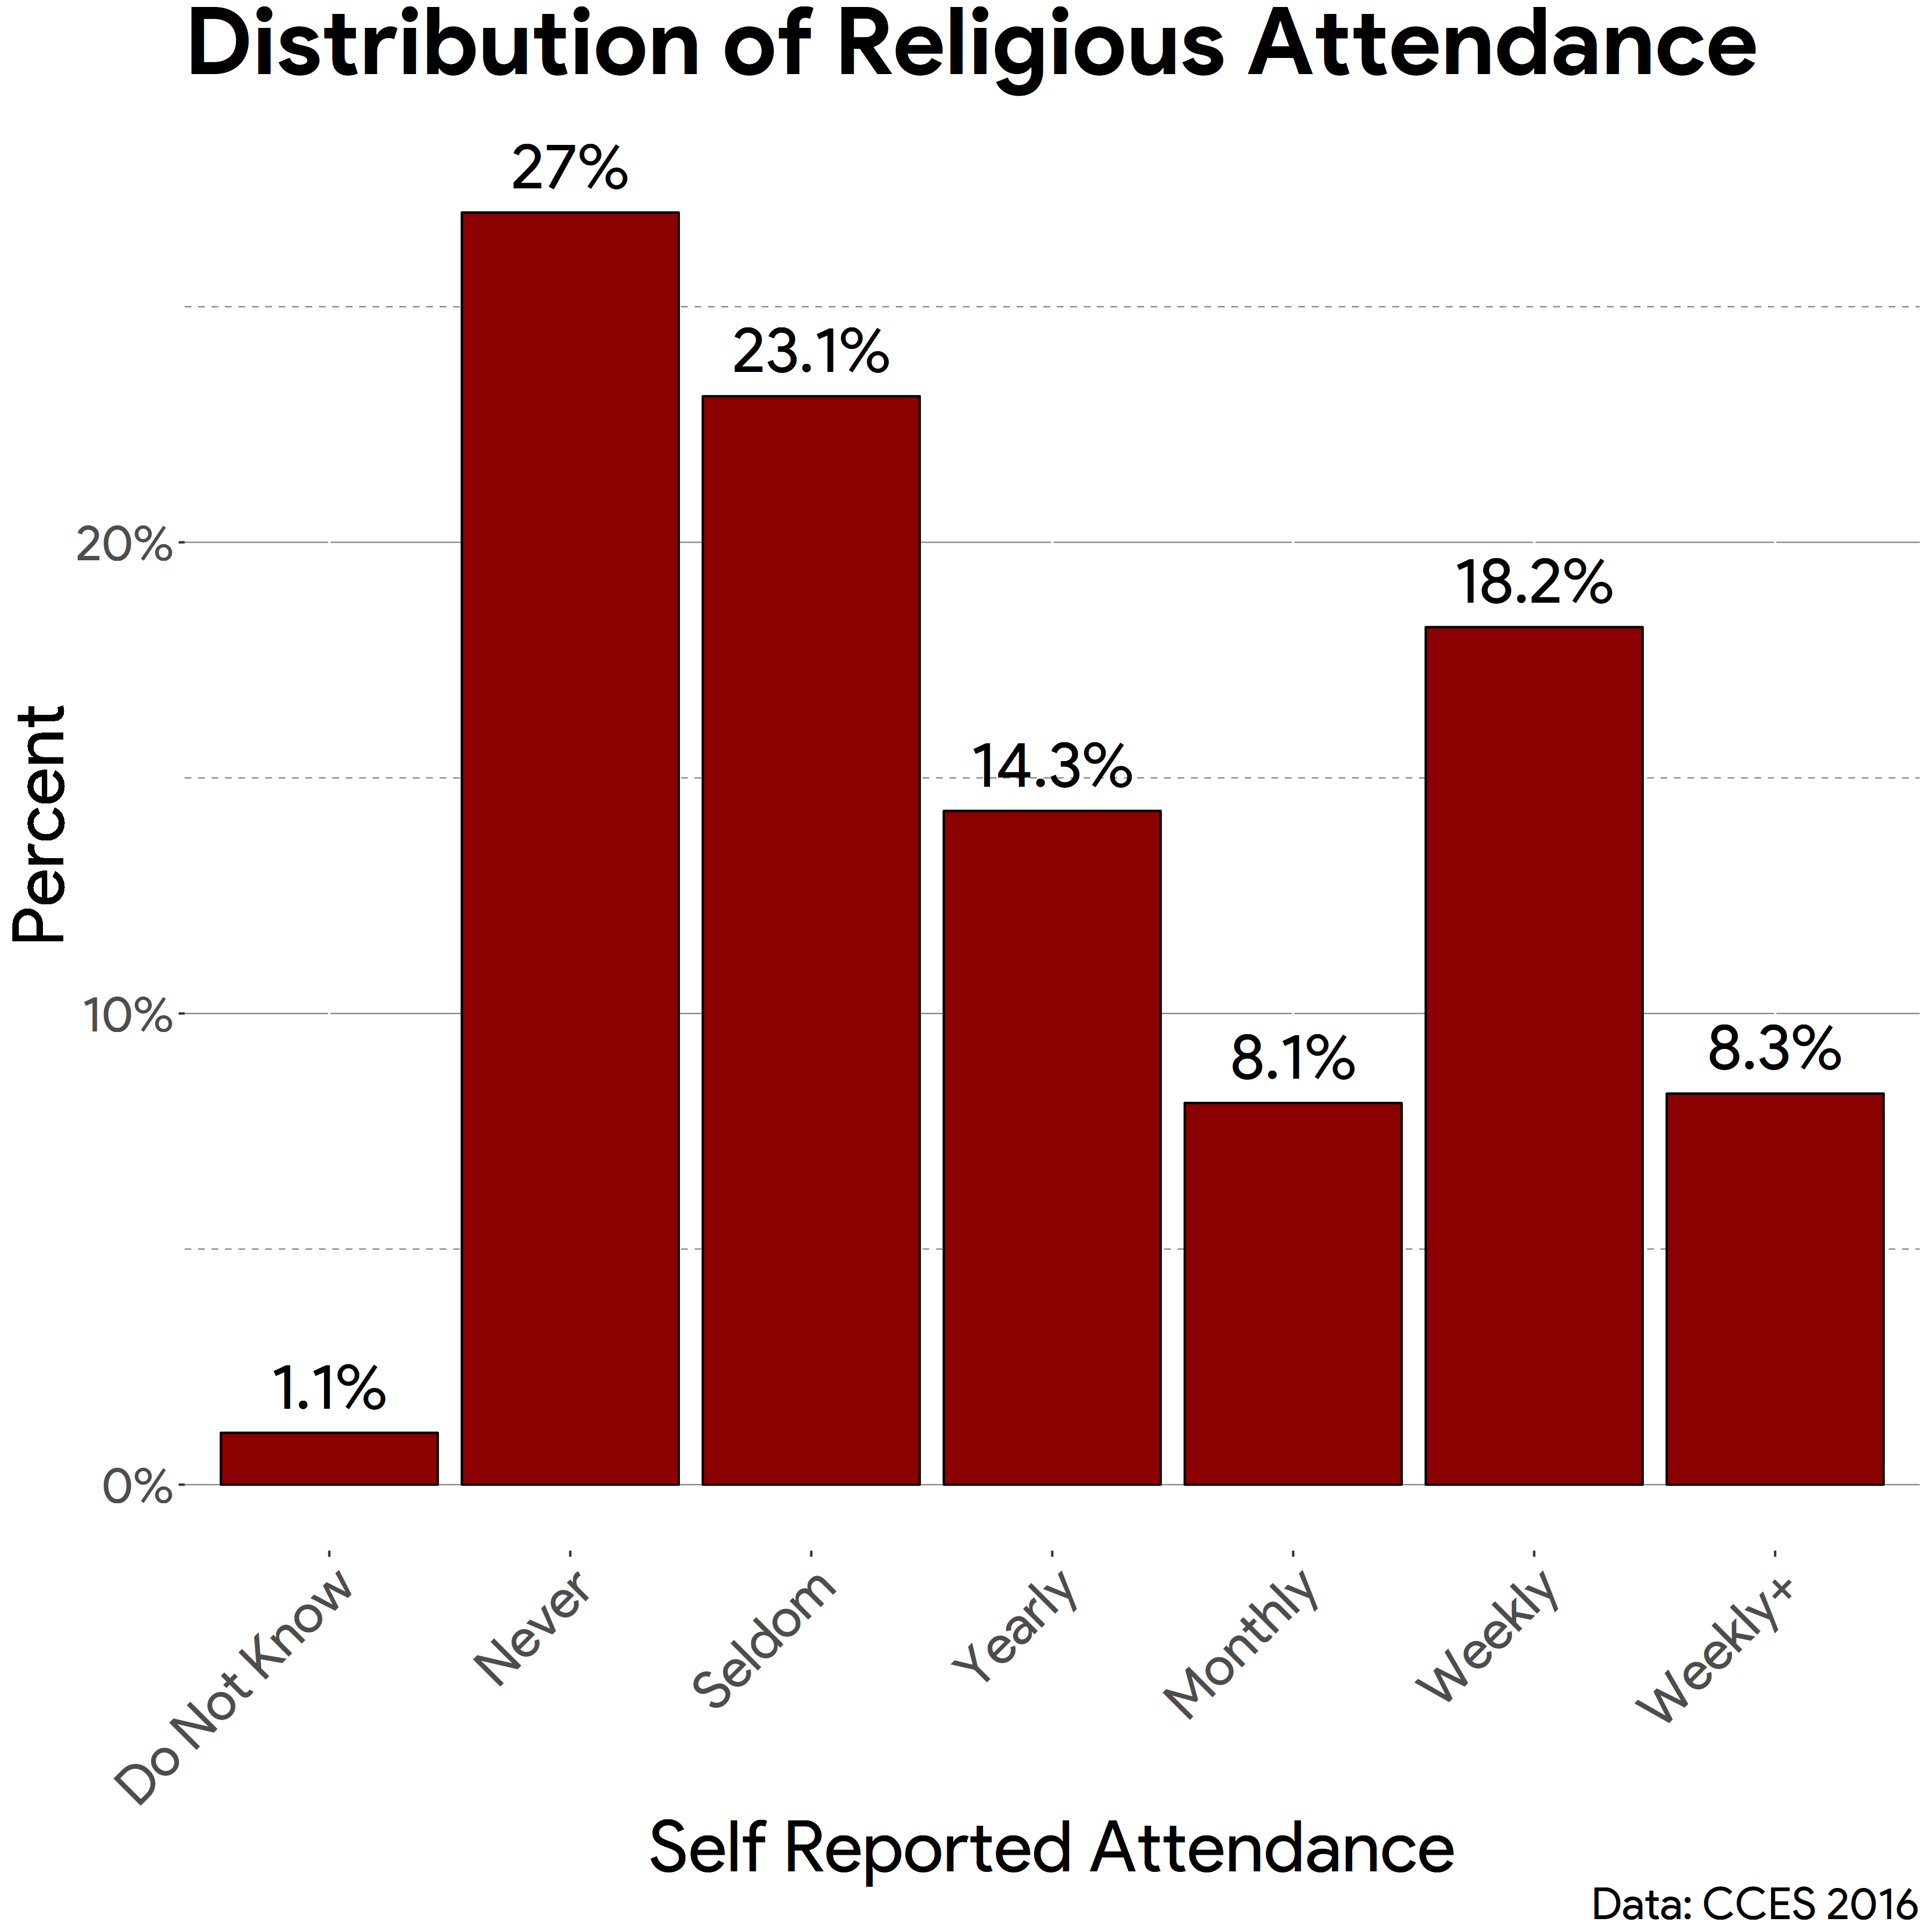 Distribution of Religious Attendance
27%
23.1%
20%
18.2%
14.3%
Percent
10%
8.1%
8.3%
1.1%
0%
Do Not Know
Never
Seldom
Yearly
Monthly
Weekly
Weekly+
Self Reported Attendance
Data: CCES 2016